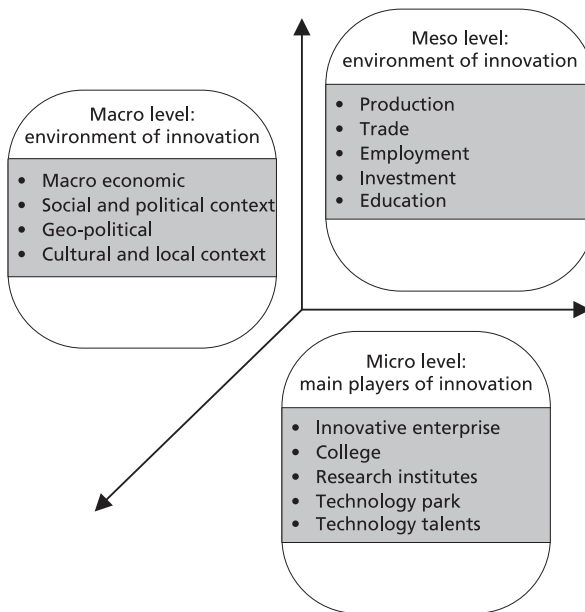 Meso level:
environment of innovation
• Production
• Trade
• Employment
• Investment
• Education
Macro level:
environment of innovation
• Macro economic
• Social and political context
• Geo-political
• Cultural and local context
Micro level:
main players of innovation
• Innovative enterprise
• College
• Research institutes
• Technology park
• Technology talents